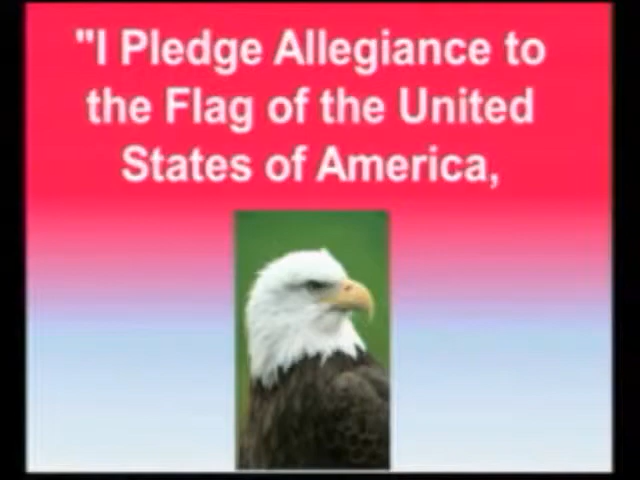 "I Pledge Allegiance to
the Flag of the United
States of America,